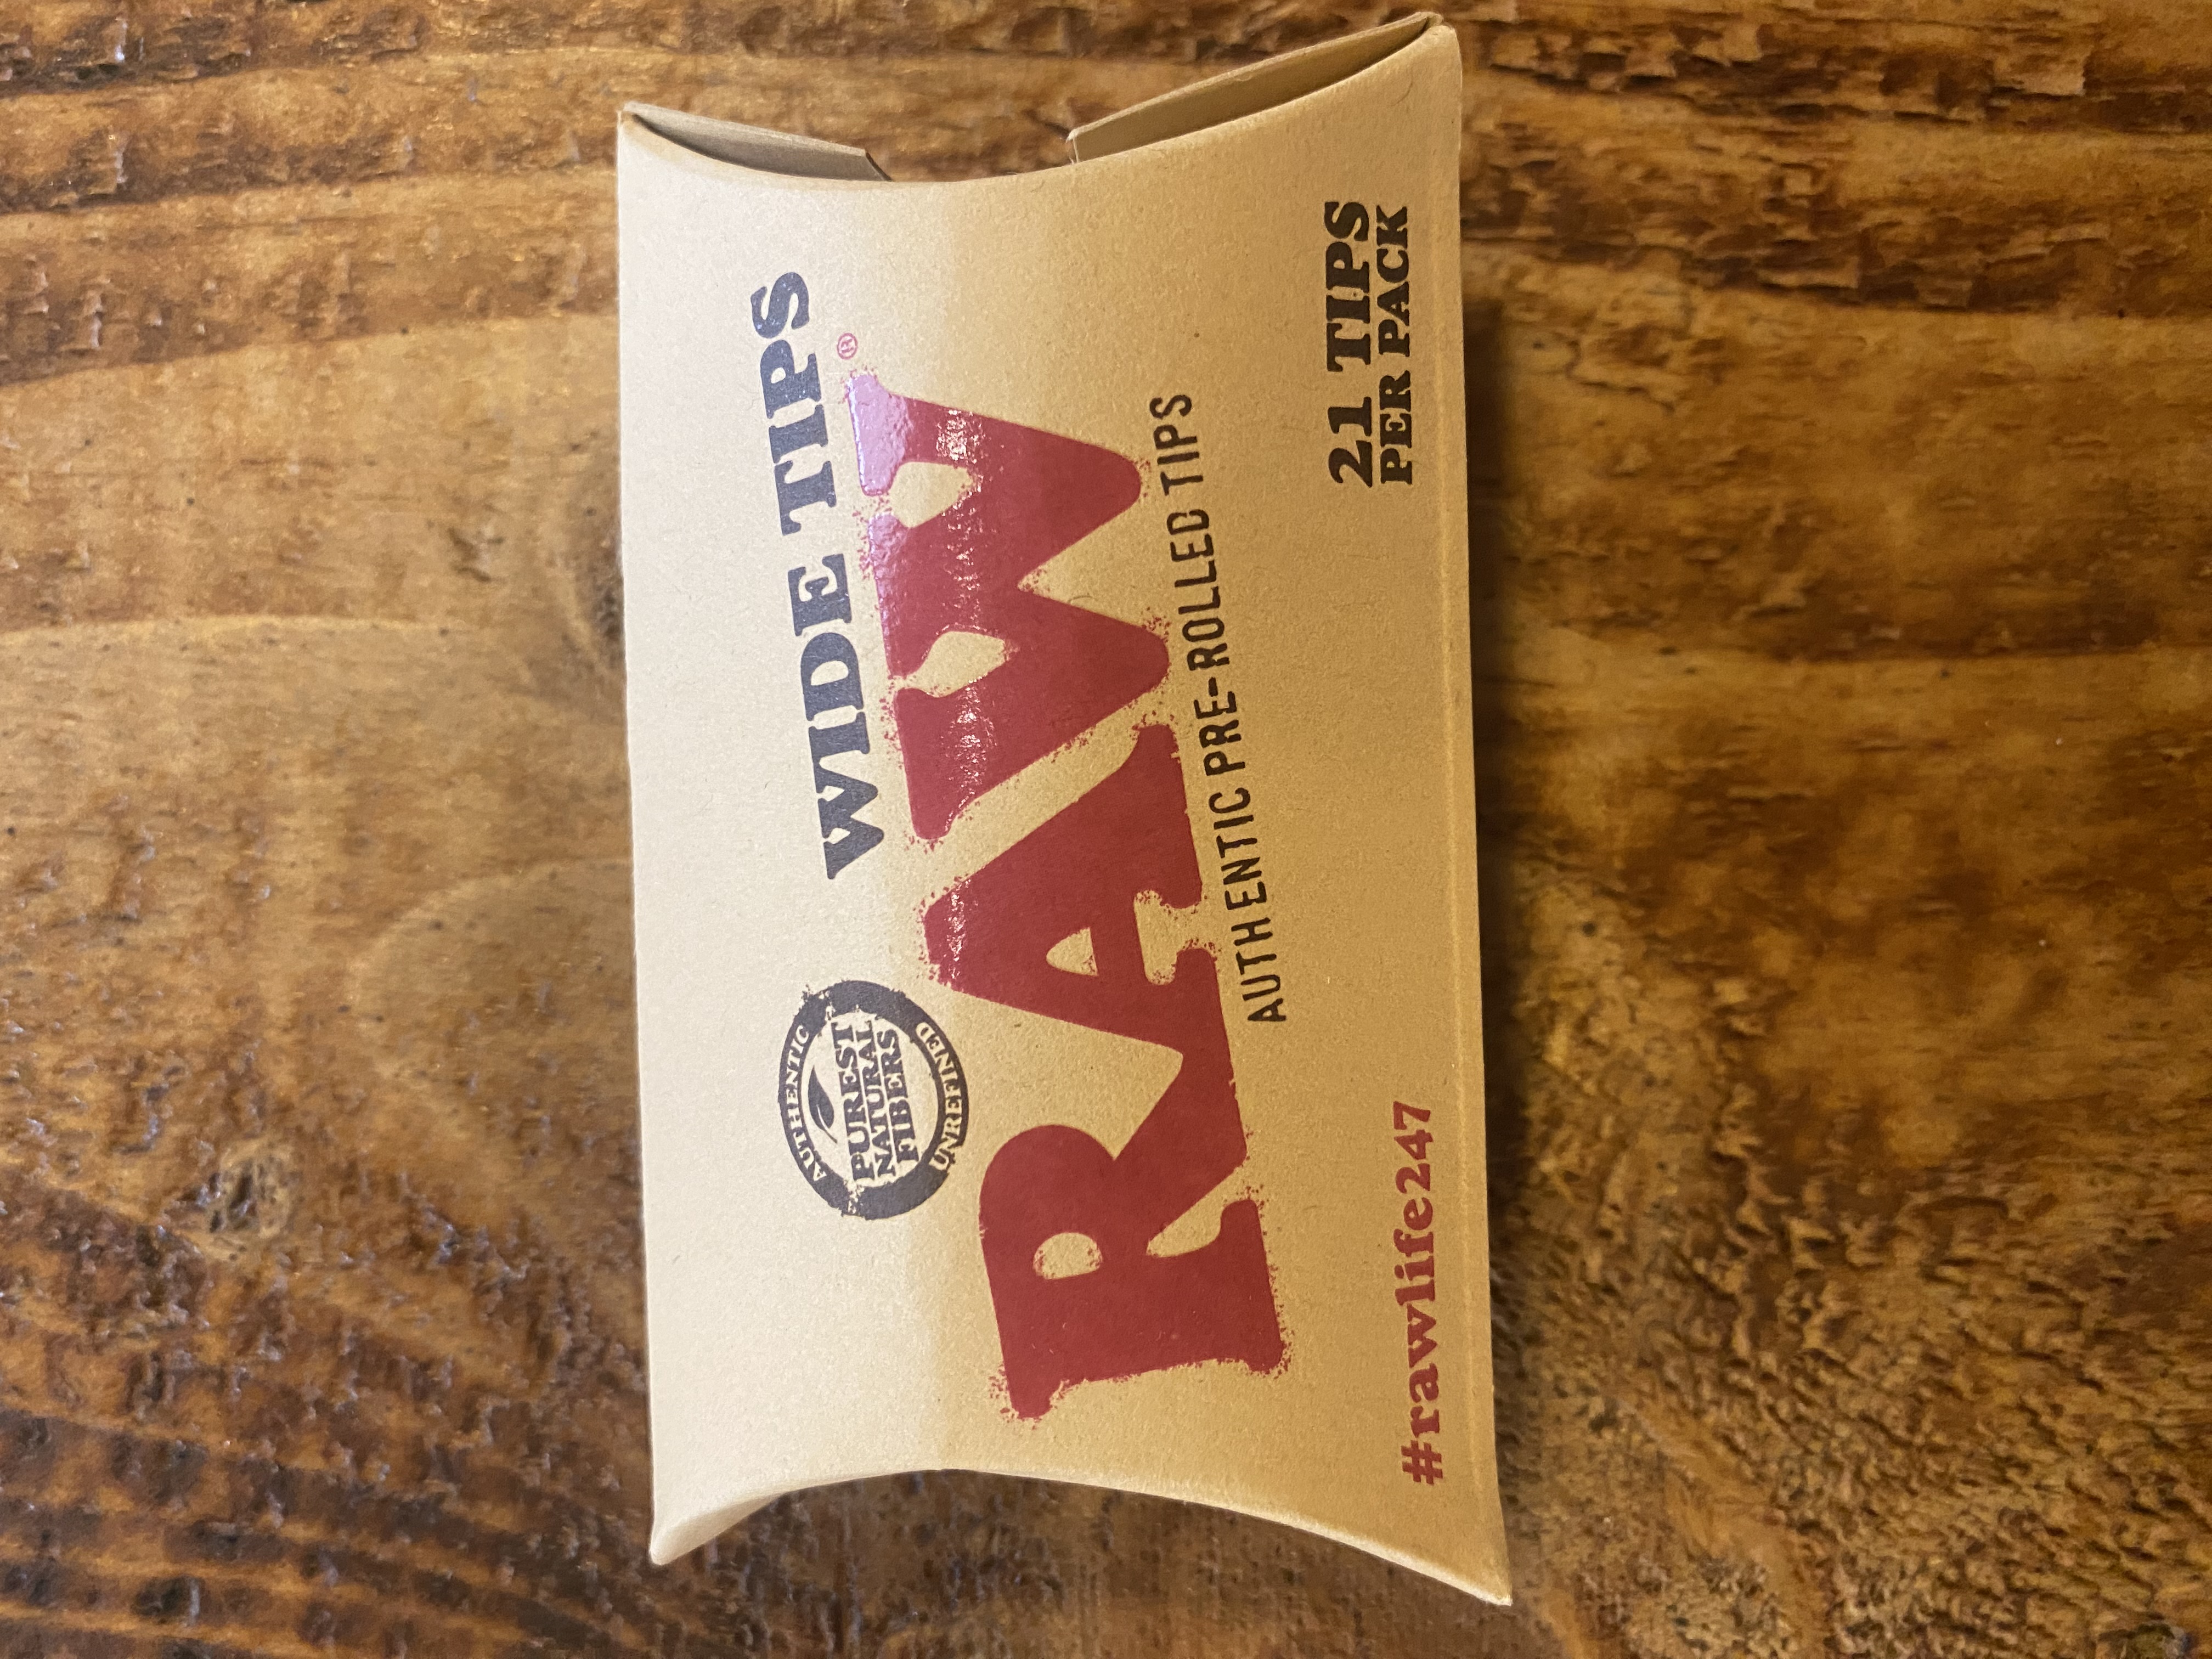 AUTHENTIC
PUREST
NATURAL
FIBERS
UNREFINED
WIDE TIPS
RAW®
AUTHENTIC PRE-ROLLED TIPS
#rawlife247
21 TIPS
PER PACK